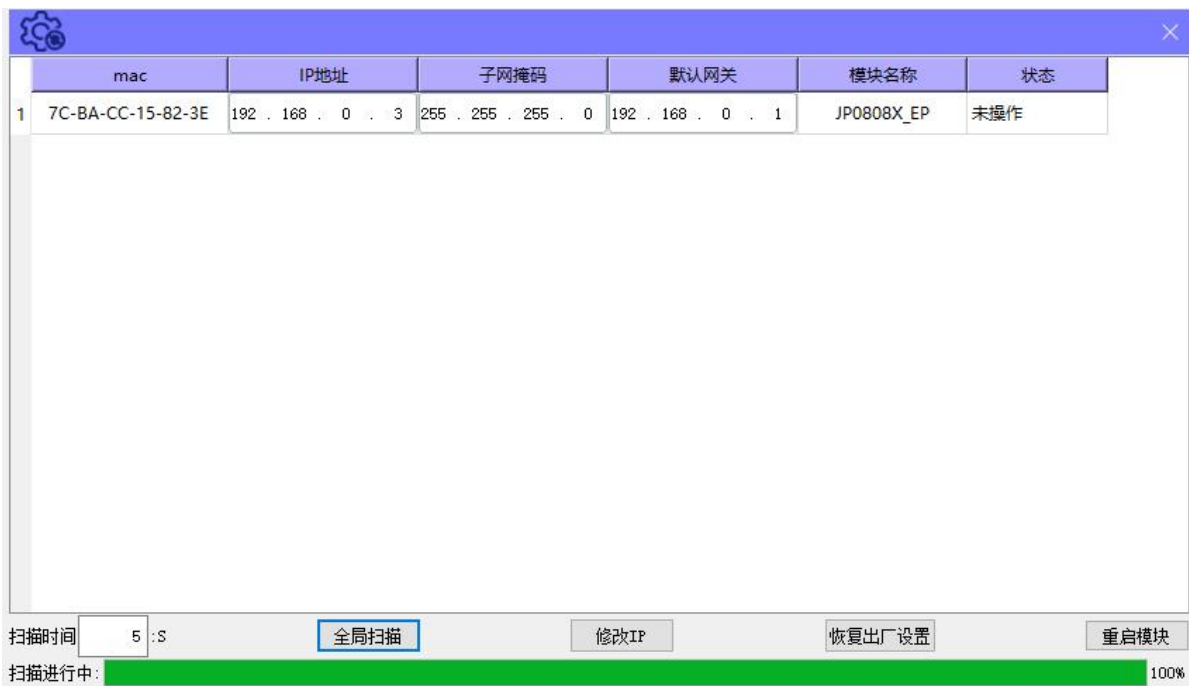 mac IP地址 子网掩码 默认网关 模块名称 状态
1 7C-BA-CC-15-82-3E 192 . 168 . 0 . 3 255 . 255 . 255 . 0 192 . 168 . 0 . 1 JP0808X_EP 未操作
扫描时间 5 :S 全局扫描 修改IP 恢复出厂设置 重启模块
扫描进行中: 100%